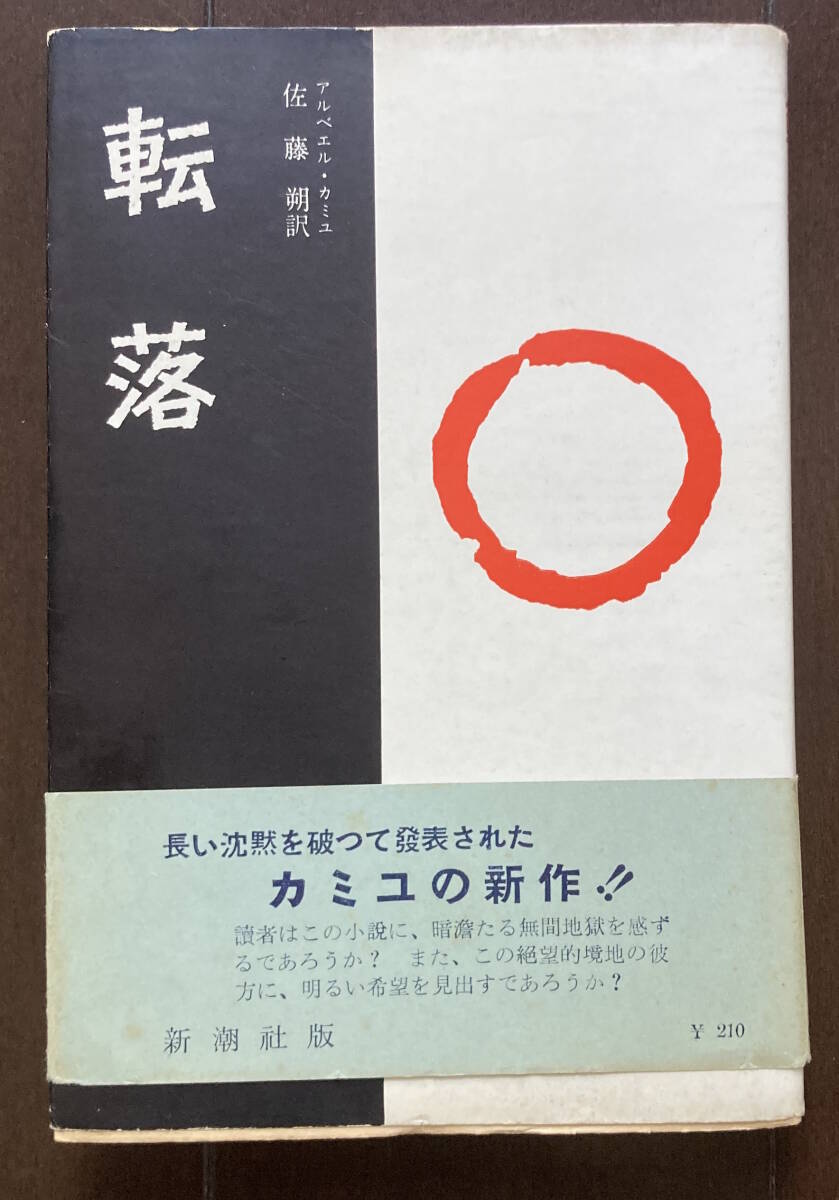 転落
アルベエル・カミユ
佐藤朔訳
長い沈黙を破つて發表された
カミユの新作!!
讀者はこの小說に、暗澹たる無間地獄を感ず
るであろうか? また、この絶望的境地の彼
方に、明るい希望を見出すであろうか?
新潮社版
¥ 210